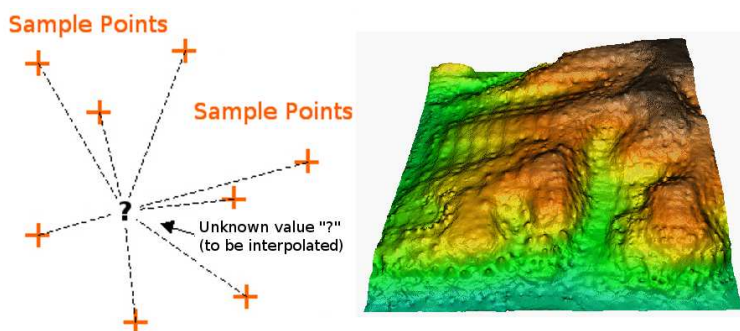 Sample Points
Sample Points
?
Unknown value "?"
(to be interpolated)